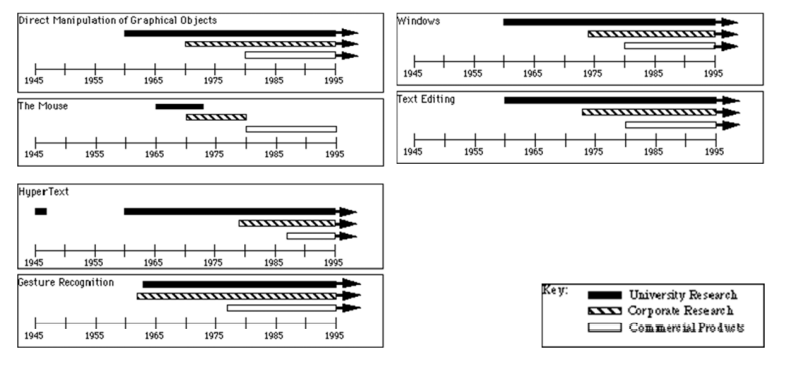 Direct Manipulation of Graphical Objects
1945 1955 1965 1975 1985 1995
The Mouse
1945 1955 1965 1975 1985 1995
HyperText
1945 1955 1965 1975 1985 1995
Gesture Recognition
1945 1955 1965 1975 1985 1995
Windows
1945 1955 1965 1975 1985 1995
Text Editing
1945 1955 1965 1975 1985 1995
Key:
University Research
Corporate Research
Commercial Products